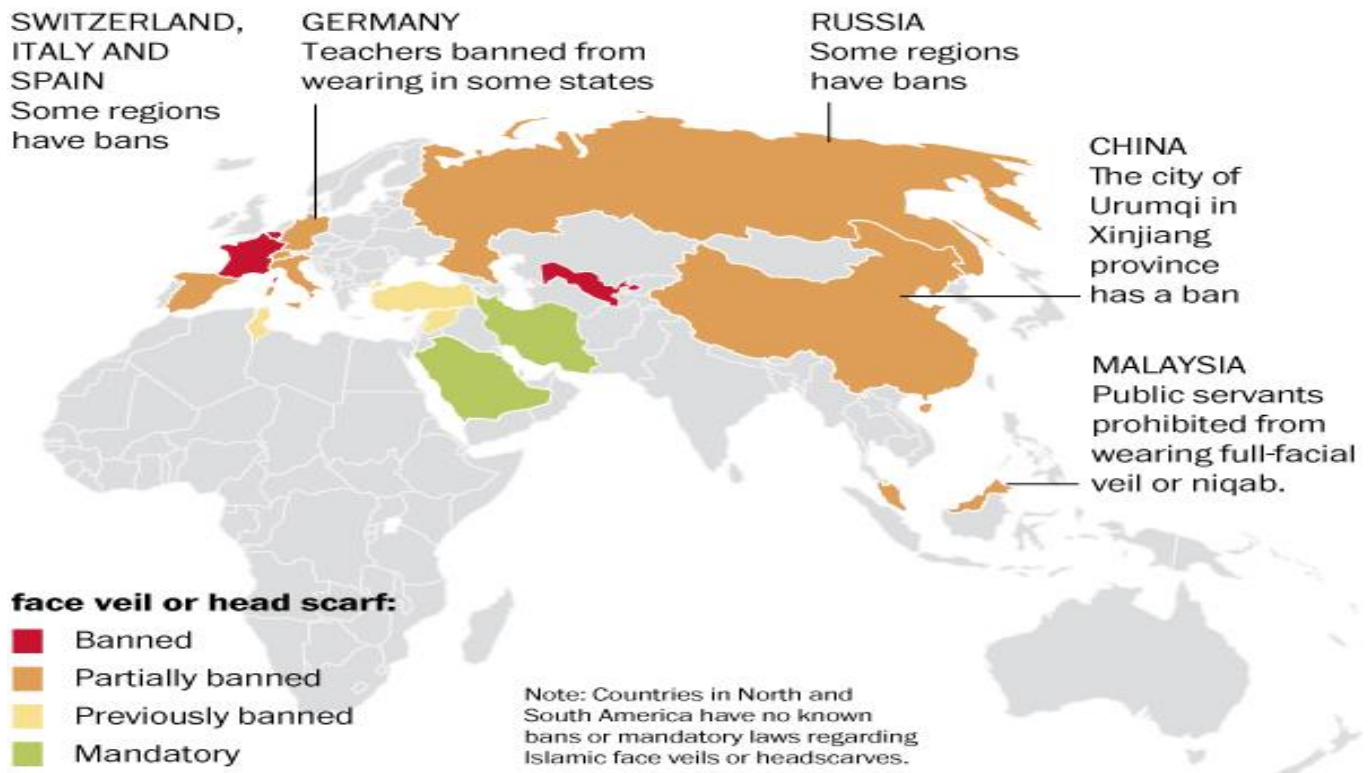 SWITZERLAND,
ITALY AND
SPAIN
Some regions
have bans
GERMANY
Teachers banned from
wearing in some states
RUSSIA
Some regions
have bans
CHINA
The city of
Urumqi in
Xinjiang
province
has a ban
MALAYSIA
Public servants
prohibited from
wearing full-facial
veil or niqab.
face veil or head scarf:
Banned
Partially banned
Previously banned
Mandatory
Note: Countries in North and
South America have no known
bans or mandatory laws regarding
Islamic face veils or headscarves.